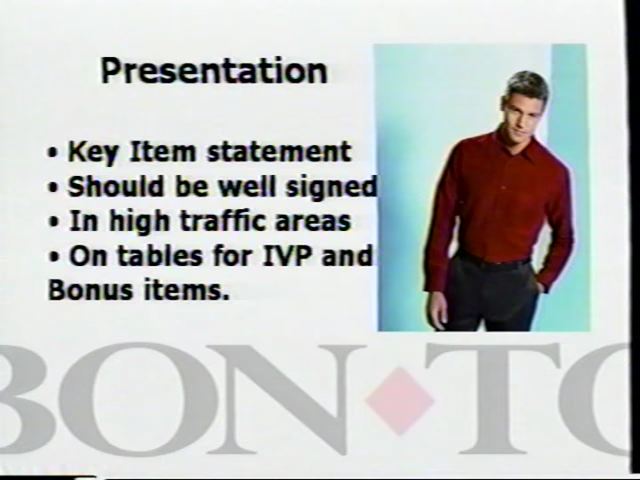 Presentation
• Key Item statement
• Should be well signed
• In high traffic areas
• On tables for IVP and
Bonus items.
BON◆TO